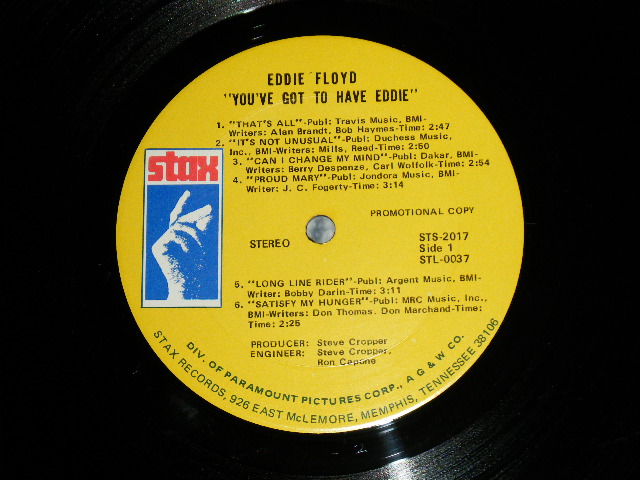 EDDIE FLOYD
"YOU'VE GOT TO HAVE EDDIE"
1. "THAT'S ALL"-Publ: Travis Music, BMI-
Writers: Alan Brandt, Bob Haymes-Time: 2:47
2. "IT'S NOT UNUSUAL"-Publ: Duchess Music,
Inc., BMI-Writers: Mills, Reed-Time: 2:50
3. "CAN I CHANGE MY MIND"-Publ: Dakar, BMI-
Writers: Berry Despenze, Carl Wolfolk-Time: 2:54
4. "PROUD MARY"-Publ: Jondora Music, BMI-
Writer: J. C. Fogerty-Time: 3:14
stax
PROMOTIONAL COPY
STEREO
STS-2017
Side 1
STL-0037
5. "LONG LINE RIDER"-Publ: Argent Music, BMI-
Writer: Bobby Darin-Time: 3:11
6. "SATISFY MY HUNGER"-Publ: MRC Music, Inc.,
BMI-Writers: Don Thomas, Don Marchand-Time:
Time: 2:25
PRODUCER: Steve Cropper
ENGINEER: Steve Cropper,
Ron Capone
DIV. OF PARAMOUNT PICTURES CORP., A G & W CO.
STAX RECORDS, 926 EAST McLEMORE, MEMPHIS, TENNESSEE 38106